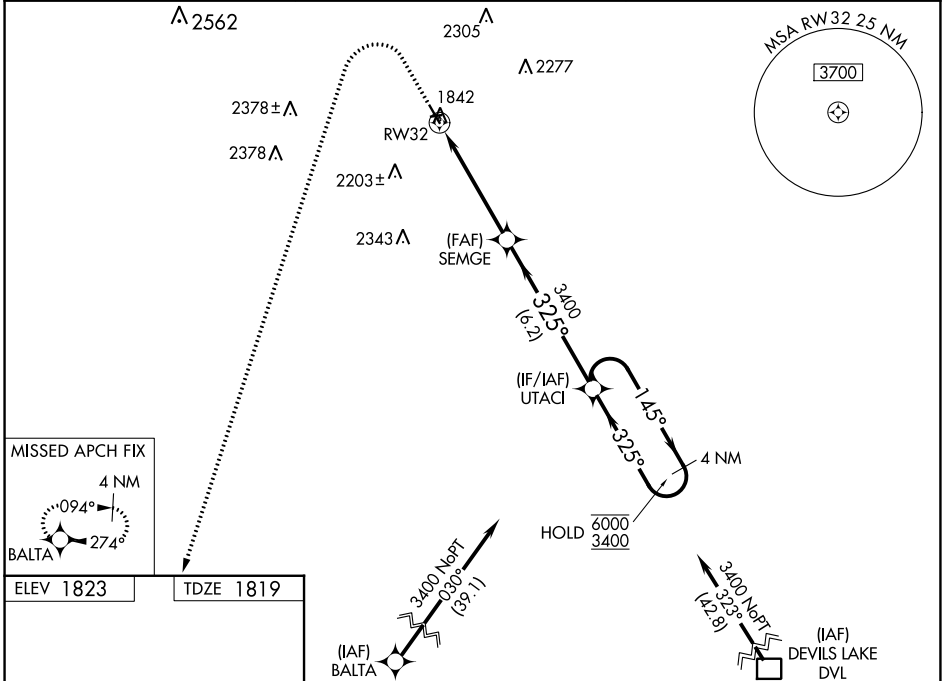 2562
2305
2277
MSA RW32 25 NM
3700
2378±
1842
RW32
2378
2203±
2343
(FAF)
SEMGE
3400
325°
(6.2)
(IF/IAF)
UTACI
145°
325°
4 NM
HOLD 6000
3400
MISSED APCH FIX
4 NM
094°
274°
BALTA
ELEV 1823
TDZE 1819
3400 NoPT
030°
(39.1)
(IAF)
BALTA
3400 NoPT
323°
(42.8)
(IAF)
DEVILS LAKE
DVL